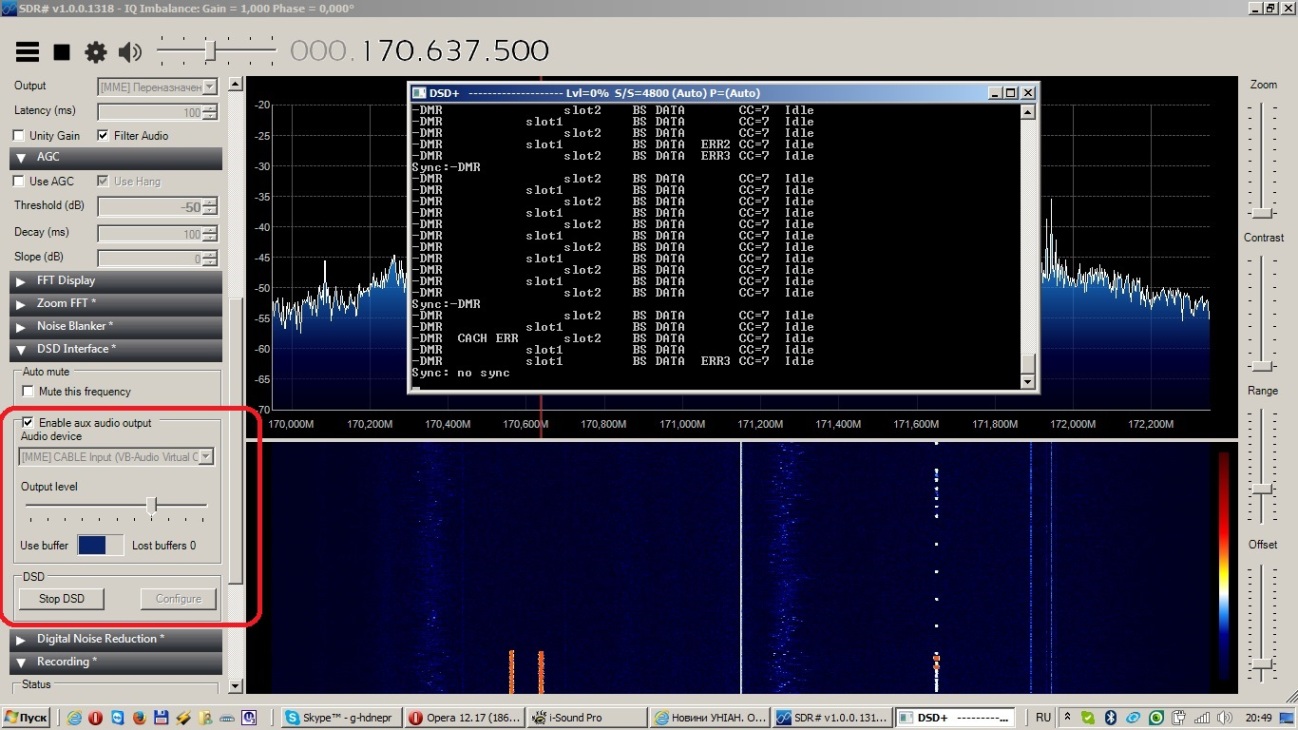 SDR# v1.0.0.1318 - IQ Imbalance: Gain = 1,000 Phase = 0,000°
000.170.637.500
Output [MME] Переназначен
Latency (ms) 100
Unity Gain Filter Audio
AGC
Use AGC Use Hang
Threshold (dB) -50
Decay (ms) 100
Slope (dB) 0
FFT Display
Zoom FFT *
Noise Blanker *
DSD Interface *
Auto mute
Mute this frequency
Enable aux audio output
Audio device
[MME] CABLE Input (VB-Audio Virtual C
Output level
Use buffer Lost buffers 0
DSD
Stop DSD Configure
Digital Noise Reduction *
Recording *
Status
-20
-25
-30
-35
-40
-45
-50
-55
-60
-65
-70
170,000M 170,200M 170,400M 170,600M 170,800M 171,000M 171,200M 171,400M 171,600M 171,800M 172,000M 172,200M
DSD+ -------------------- Lvl=0% S/S=4800 (Auto) P=(Auto)
-DMR slot2 BS DATA CC=7 Idle
-DMR slot1 BS DATA CC=7 Idle
-DMR slot2 BS DATA CC=7 Idle
-DMR slot1 BS DATA ERR2 CC=7 Idle
-DMR slot2 BS DATA ERR3 CC=7 Idle
Sync:-DMR
-DMR slot2 BS DATA CC=7 Idle
-DMR slot1 BS DATA CC=7 Idle
-DMR slot2 BS DATA CC=7 Idle
-DMR slot1 BS DATA CC=7 Idle
-DMR slot2 BS DATA CC=7 Idle
-DMR slot1 BS DATA CC=7 Idle
-DMR slot2 BS DATA CC=7 Idle
-DMR slot1 BS DATA CC=7 Idle
-DMR slot2 BS DATA CC=7 Idle
-DMR slot1 BS DATA CC=7 Idle
-DMR slot2 BS DATA CC=7 Idle
Sync:-DMR
-DMR slot2 BS DATA CC=7 Idle
-DMR slot1 BS DATA CC=7 Idle
-DMR CACH ERR slot2 BS DATA CC=7 Idle
-DMR slot1 BS DATA CC=7 Idle
-DMR slot1 BS DATA ERR3 CC=7 Idle
Sync: no sync
Zoom
Contrast
Range
Offset
Пуск
Skype™ - g-hdnepr
Opera 12.17 (186...
i-Sound Pro
Новини УНІАН. О...
SDR# v1.0.0.131...
DSD+ ---------...
RU
20:49